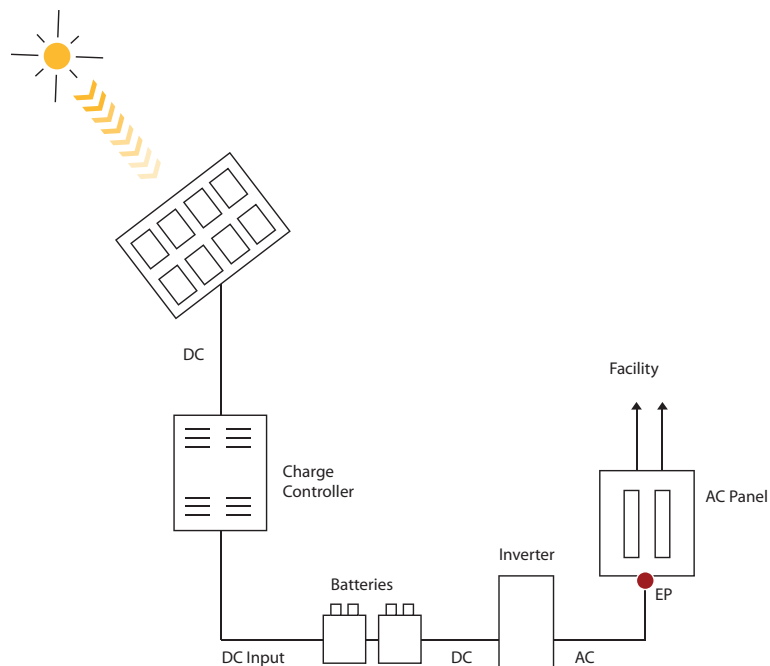 DC
Facility
Charge
Controller
AC Panel
Inverter
Batteries
EP
DC Input
DC
AC